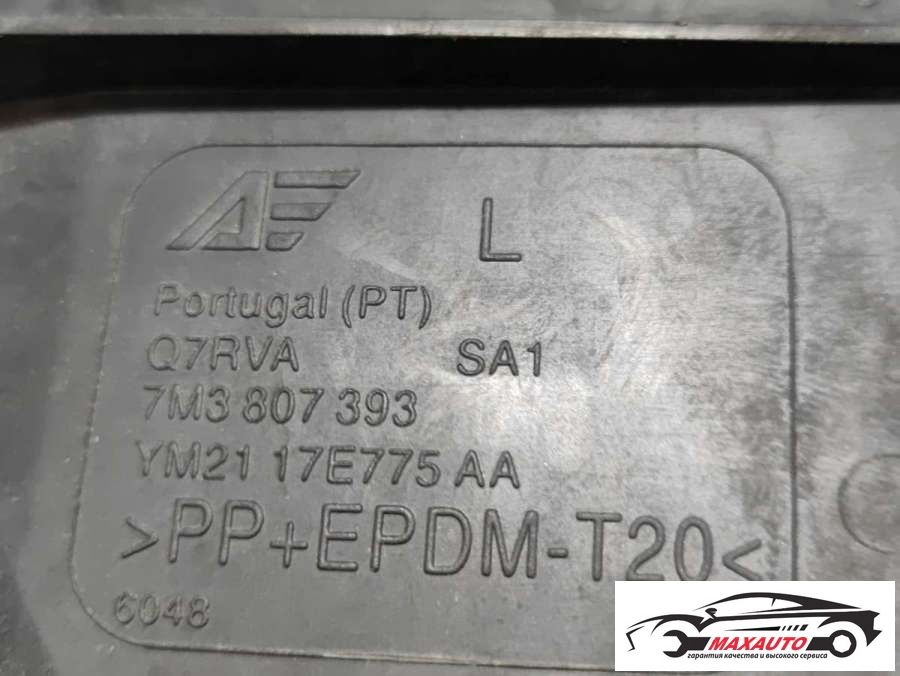 AE L
Portugal (PT)
Q7RVA SA1
7M3 807 393
YM21 17E775 AA
>PP+EPDM-T20<
6048
MAXAUTO
гарантия качества и высокого сервиса